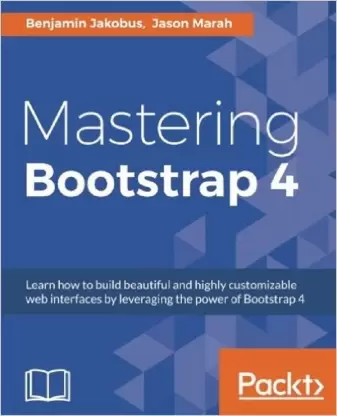 Benjamin Jakobus, Jason Marah
Mastering
Bootstrap 4
Learn how to build beautiful and highly customizable
web interfaces by leveraging the power of Bootstrap 4
Packt>